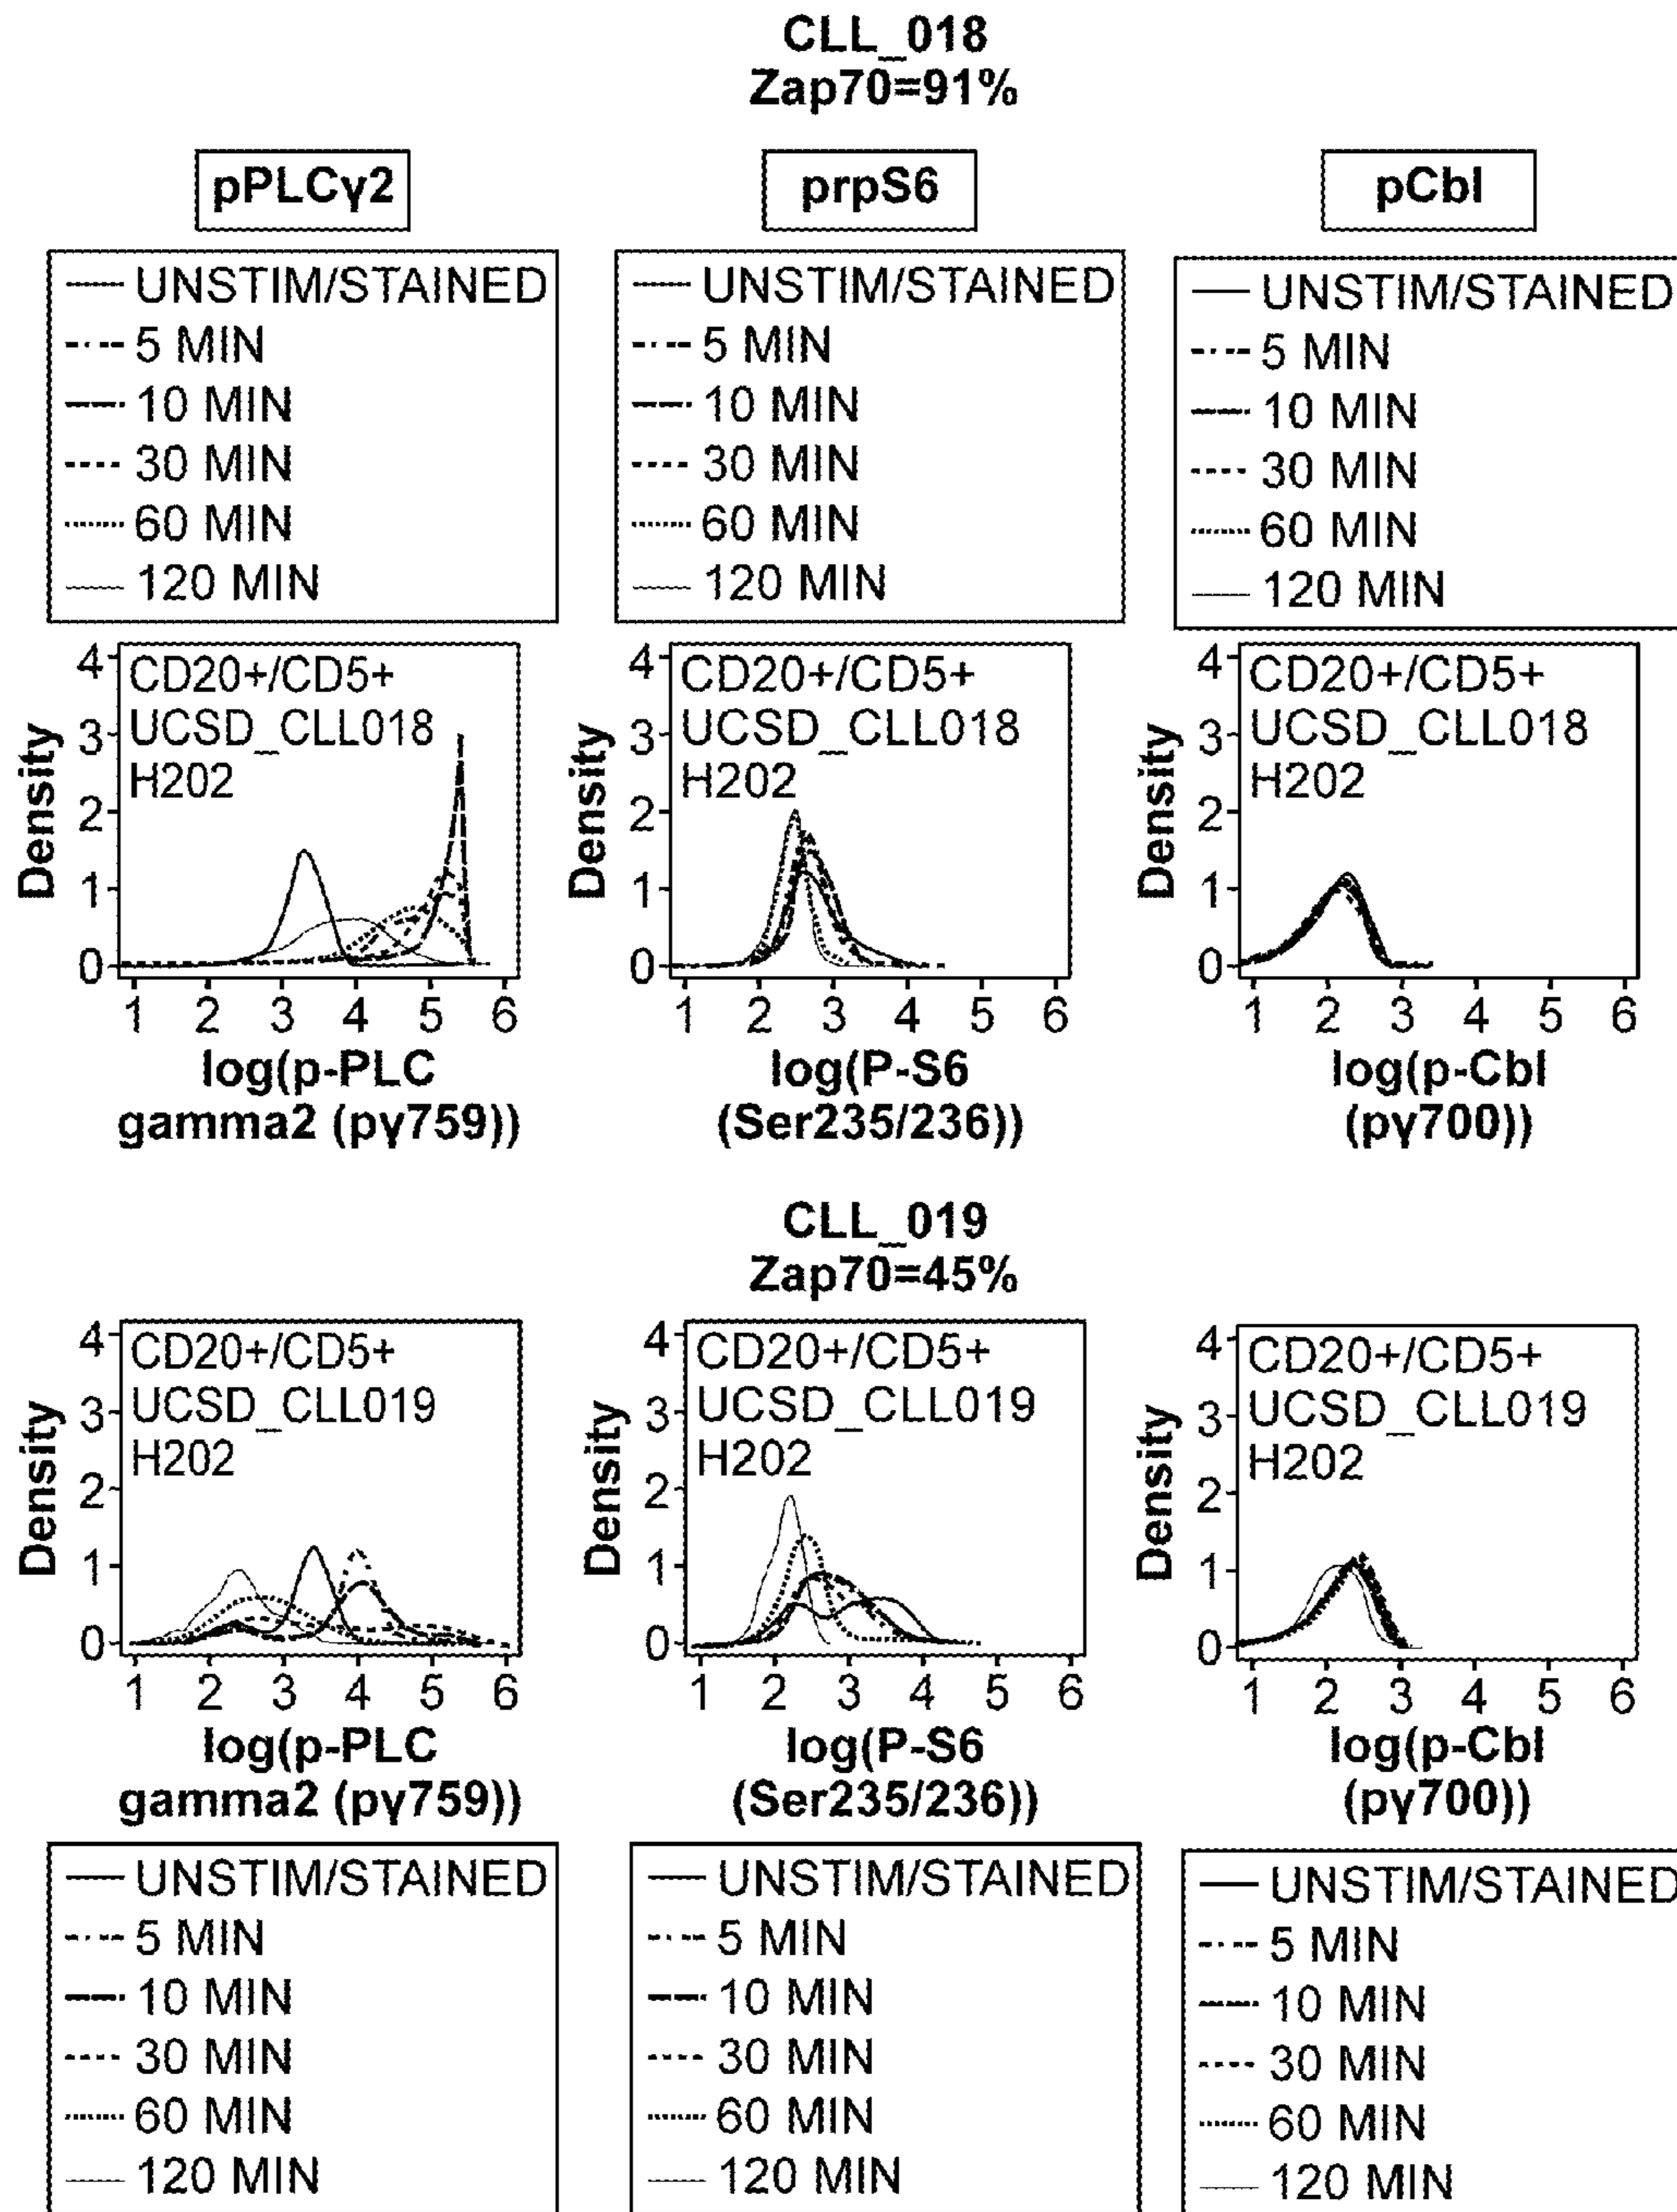 CLL_018
Zap70=91%
pPLCγ2
prpS6
pCbl
UNSTIM/STAINED
5 MIN
10 MIN
30 MIN
60 MIN
120 MIN
UNSTIM/STAINED
5 MIN
10 MIN
30 MIN
60 MIN
120 MIN
UNSTIM/STAINED
5 MIN
10 MIN
30 MIN
60 MIN
120 MIN
Density
4
3
2
1
0
CD20+/CD5+
UCSD_CLL018
H202
1 2 3 4 5 6
log(p-PLC
gamma2 (pγ759))
Density
4
3
2
1
0
CD20+/CD5+
UCSD_CLL018
H202
1 2 3 4 5 6
log(P-S6
(Ser235/236))
Density
4
3
2
1
0
CD20+/CD5+
UCSD_CLL018
H202
1 2 3 4 5 6
log(p-Cbl
(pγ700))
CLL_019
Zap70=45%
Density
4
3
2
1
0
CD20+/CD5+
UCSD_CLL019
H202
1 2 3 4 5 6
log(p-PLC
gamma2 (pγ759))
Density
4
3
2
1
0
CD20+/CD5+
UCSD_CLL019
H202
1 2 3 4 5 6
log(P-S6
(Ser235/236))
Density
4
3
2
1
0
CD20+/CD5+
UCSD_CLL019
H202
1 2 3 4 5 6
log(p-Cbl
(pγ700))
UNSTIM/STAINED
5 MIN
10 MIN
30 MIN
60 MIN
120 MIN
UNSTIM/STAINED
5 MIN
10 MIN
30 MIN
60 MIN
120 MIN
UNSTIM/STAINED
5 MIN
10 MIN
30 MIN
60 MIN
120 MIN